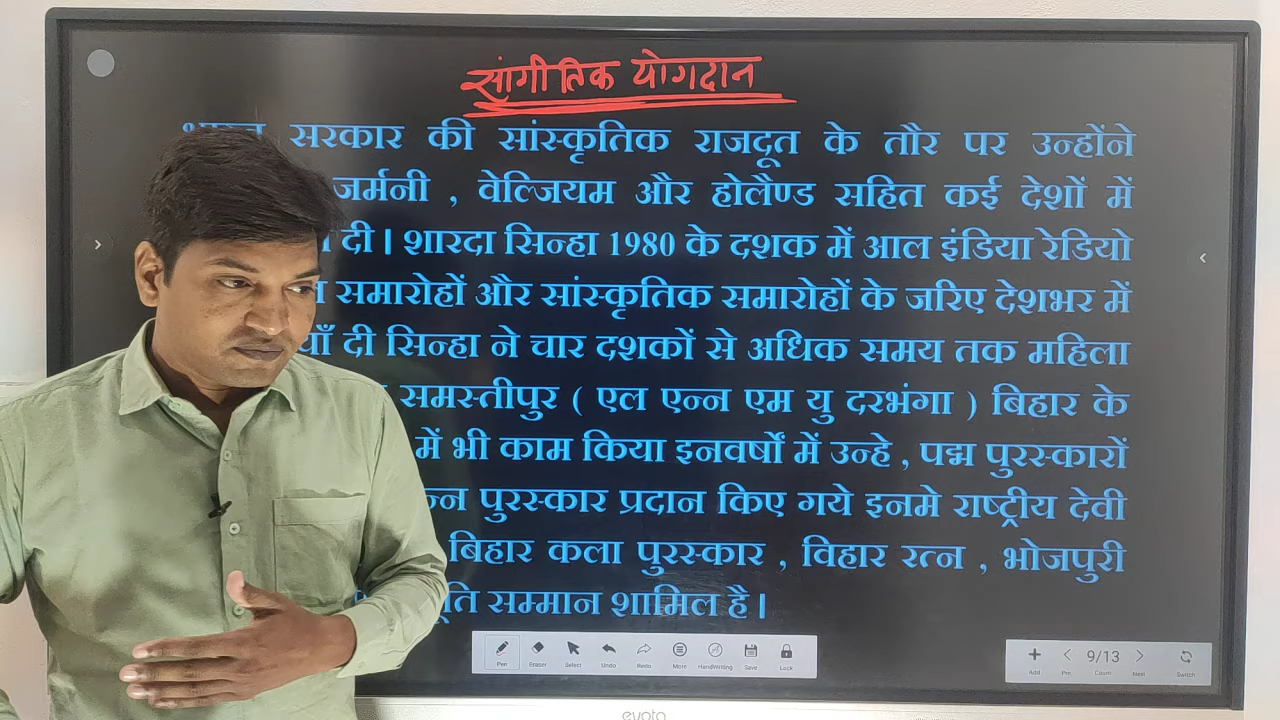 सांगीतिक योगदान
सरकार की सांस्कृतिक राजदूत के तौर पर उन्होंने
जर्मनी , वेल्जियम और होलैण्ड सहित कई देशों में
दी । शारदा सिन्हा 1980 के दशक में आल इंडिया रेडियो
समारोहों और सांस्कृतिक समारोहों के जरिए देशभर में
दी सिन्हा ने चार दशकों से अधिक समय तक महिला
समस्तीपुर ( एल एन्न एम यु दरभंगा ) बिहार के
में भी काम किया इनवर्षों में उन्हे , पद्म पुरस्कारों
पुरस्कार प्रदान किए गये इनमे राष्ट्रीय देवी
बिहार कला पुरस्कार , विहार रत्न , भोजपुरी
सम्मान शामिल है ।
Pen Eraser Select Undo Redo More HandWriting Save Lock
Add Pre 9/13 Count Next Switch